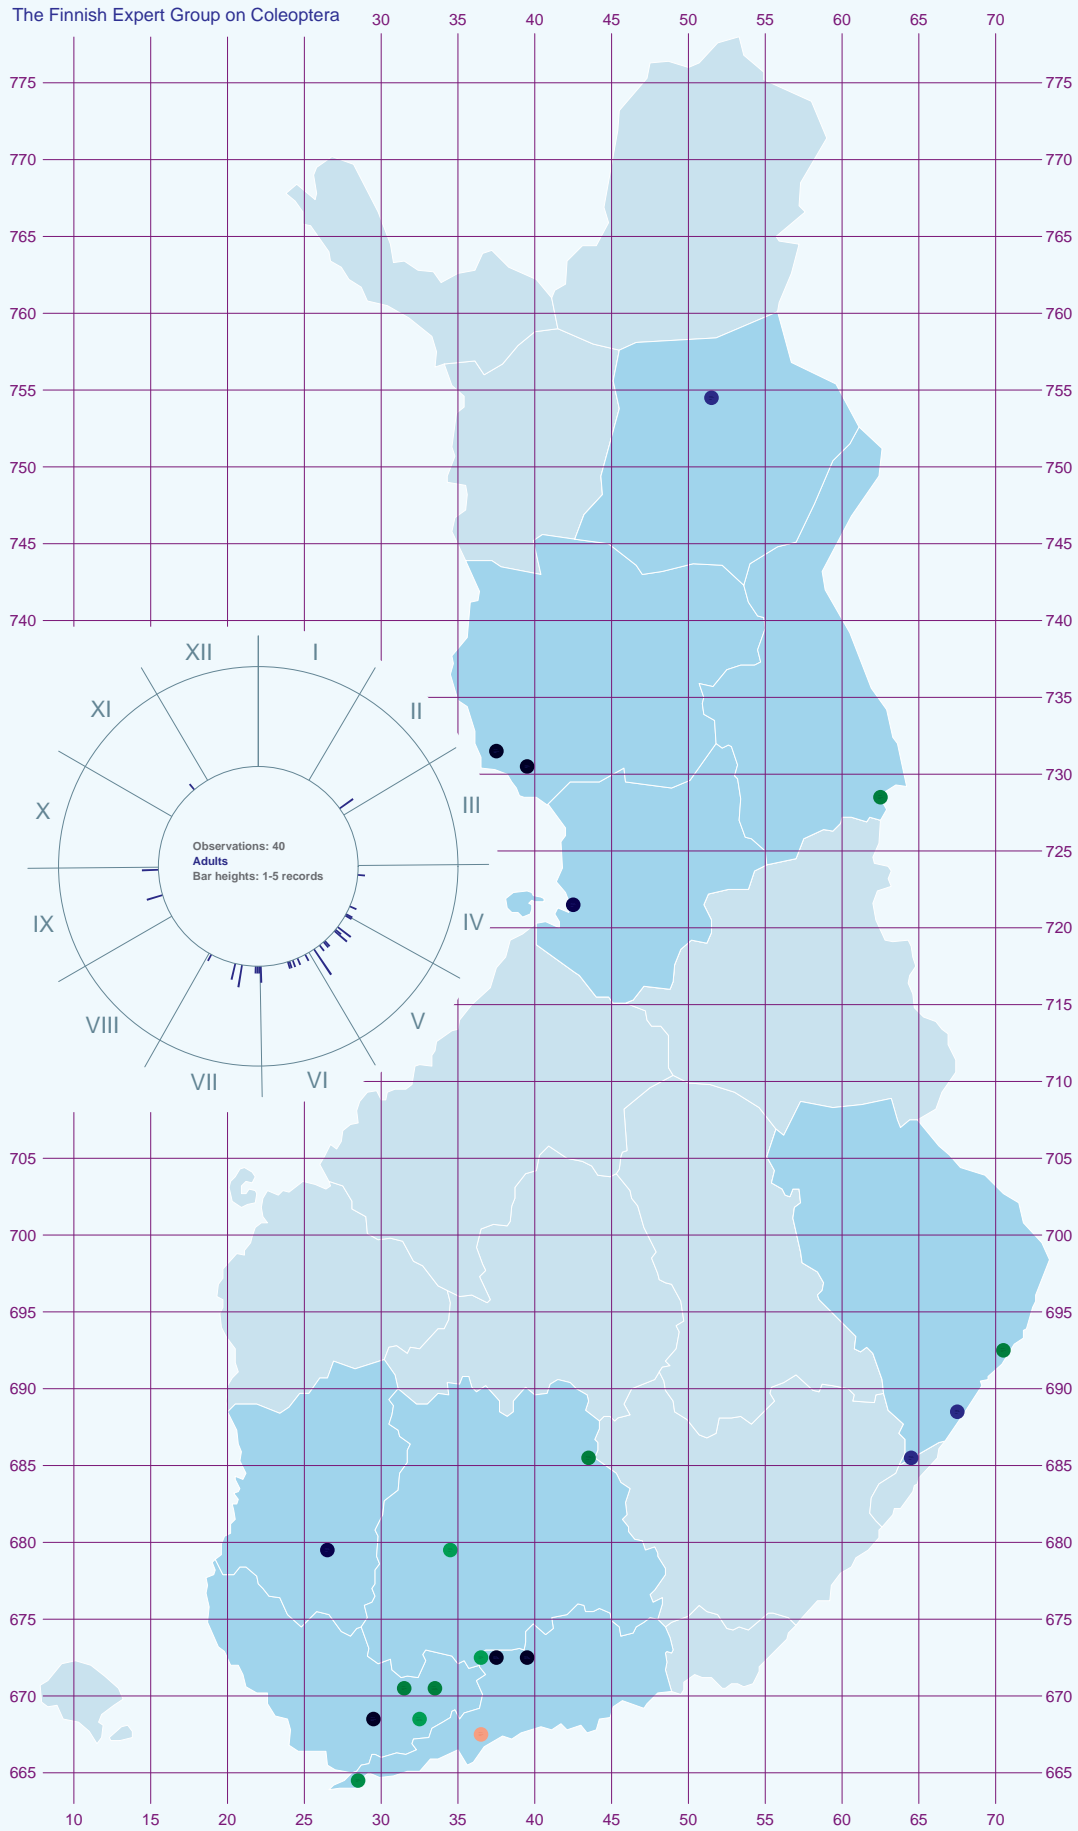 The Finnish Expert Group on Coleoptera
30 35 40 45 50 55 60 65 70
775 775
770 770
765 765
760 760
755 755
750 750
745 745
740 740
XII I
XI II
735
730
X III
Observations: 40
Adults
Bar heights: 1-5 records
725
IX IV
720
715
VIII V
VII VI
710
705 705
700 700
695 695
690 690
685 685
680 680
675 675
670 670
665 665
10 15 20 25 30 35 40 45 50 55 60 65 70